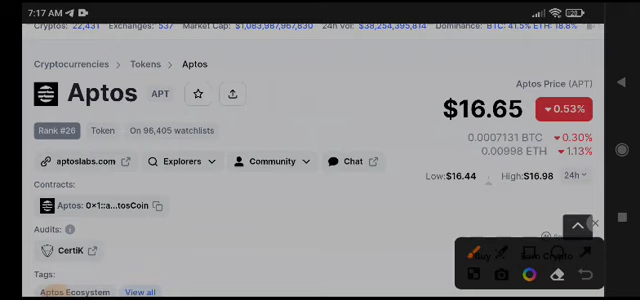 7:17 AM
Cryptos: 22,431 Exchanges: 537 Market Cap: $1,083,987,967,830 24h Vol: $38,254,395,814 Dominance: BTC: 41.5% ETH: 18.8%
Cryptocurrencies > Tokens > Aptos
Aptos APT
Aptos Price (APT)
$16.65 0.53%
Rank #26 Token On 96,405 watchlists
0.0007131 BTC 0.30%
0.00998 ETH 1.13%
aptoslabs.com Explorers Community Chat
Low:$16.44 High:$16.98 24h
Contracts:
Aptos: 0x1::a...tosCoin
Audits:
CertiK
Tags:
Aptos Ecosystem View all